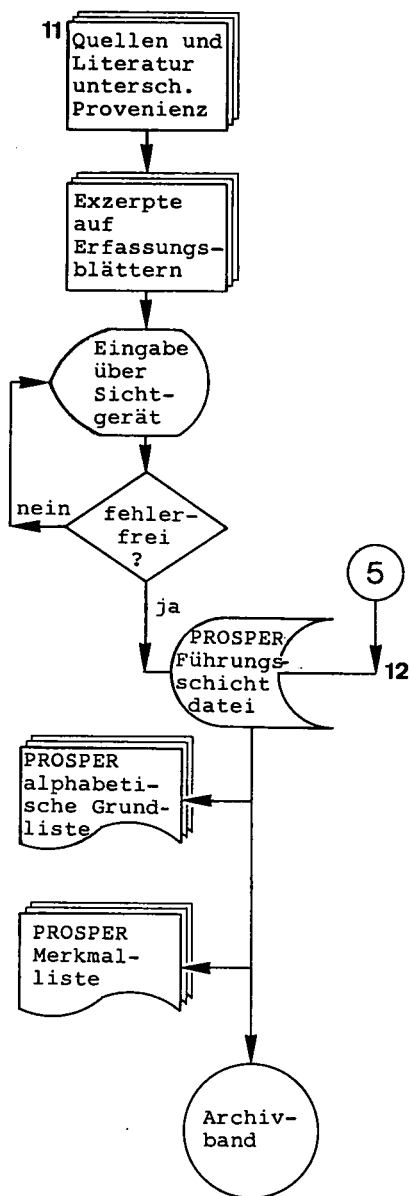 11
Quellen und
Literatur
untersch.
Provenienz
Exzerpte
auf
Erfassungs-
blättern
Eingabe
über
Sicht-
gerät
nein
fehler-
frei
?
ja
5
PROSPER
Führungs-
schicht
datei
12
PROSPER
alphabeti-
sche Grund-
liste
PROSPER
Merkmal-
liste
Archiv-
band